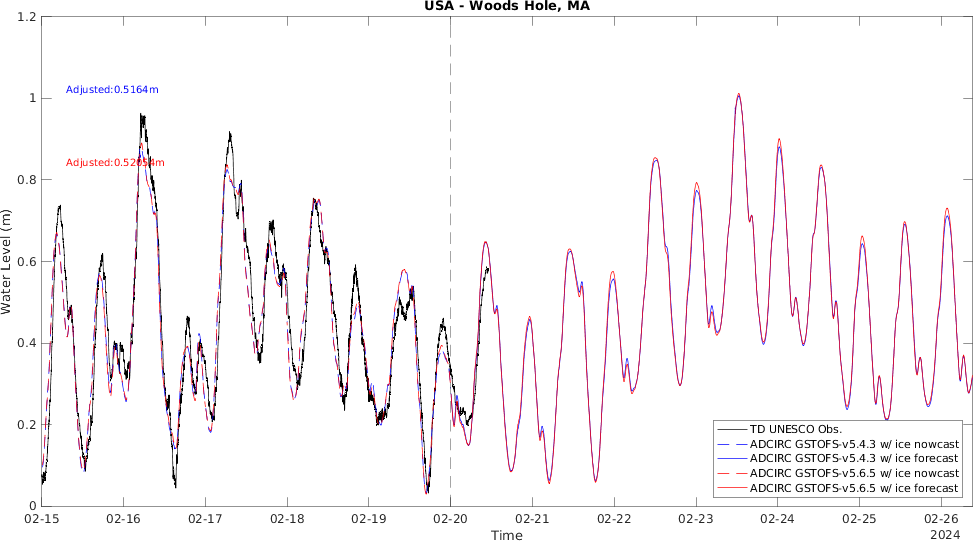 USA - Woods Hole, MA
1.2
1
0.8
0.6
0.4
0.2
0
Water Level (m)
Adjusted:0.5164m
Adjusted:0.52054m
TD UNESCO Obs.
ADCIRC GSTOFS-v5.4.3 w/ ice nowcast
ADCIRC GSTOFS-v5.4.3 w/ ice forecast
ADCIRC GSTOFS-v5.6.5 w/ ice nowcast
ADCIRC GSTOFS-v5.6.5 w/ ice forecast
02-15 02-16 02-17 02-18 02-19 02-20 02-21 02-22 02-23 02-24 02-25 02-26
Time
2024